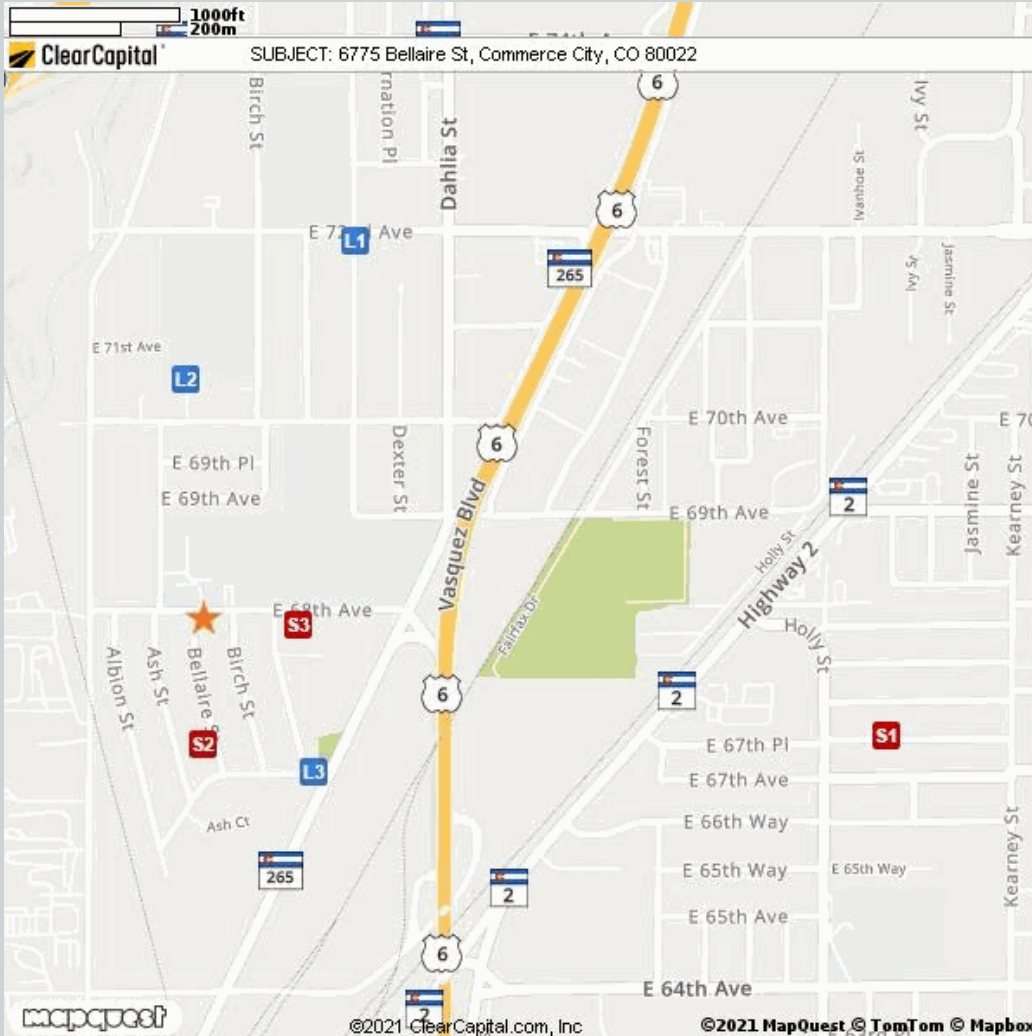 1000ft
200m
E 74th A
ClearCapital
SUBJECT: 6775 Bellaire St, Commerce City, CO 80022
6
Birch St
rnation Pl
Dahlia St
Ivy St
Ivanhoe St
6
E 72nd Ave
L1
265
Ivy St
Jasmine St
E 71st Ave
L2
E 70th Ave
E 70
6
Dexter St
Forest St
E 69th Pl
E 69th Ave
Vasquez Blvd
2
Jasmine St
Kearney St
E 69th Ave
Holly St
Highway 2
E 68th Ave
S3
Fairfax Dr
Holly St
Albion St
Ash St
Bellaire S
Birch St
6
2
S2
S1
E 67th Pl
L3
E 67th Ave
Ash Ct
E 66th Way
Kearney St
265
E 65th Way
E 65th Way
2
E 65th Ave
6
E 64th Ave
2
mapquest
©2021 ClearCapital.com, Inc
©2021 MapQuest © TomTom © Mapbox